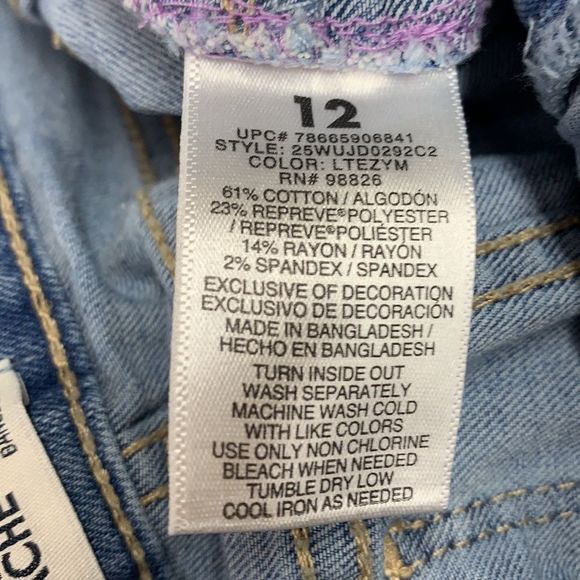 12
UPC# 78665906841
STYLE: 25WUJD0292C2
COLOR: LTEZYM
RN# 98826
61% COTTON / ALGODÓN
23% REPREVE®POLYESTER
/ REPREVE®POLIÉSTER
14% RAYON / RAYÓN
2% SPANDEX / SPANDEX
EXCLUSIVE OF DECORATION
EXCLUSIVO DE DECORACIÓN
MADE IN BANGLADESH /
HECHO EN BANGLADESH
TURN INSIDE OUT
WASH SEPARATELY
MACHINE WASH COLD
WITH LIKE COLORS
USE ONLY NON CHLORINE
BLEACH WHEN NEEDED
TUMBLE DRY LOW
COOL IRON AS NEEDED